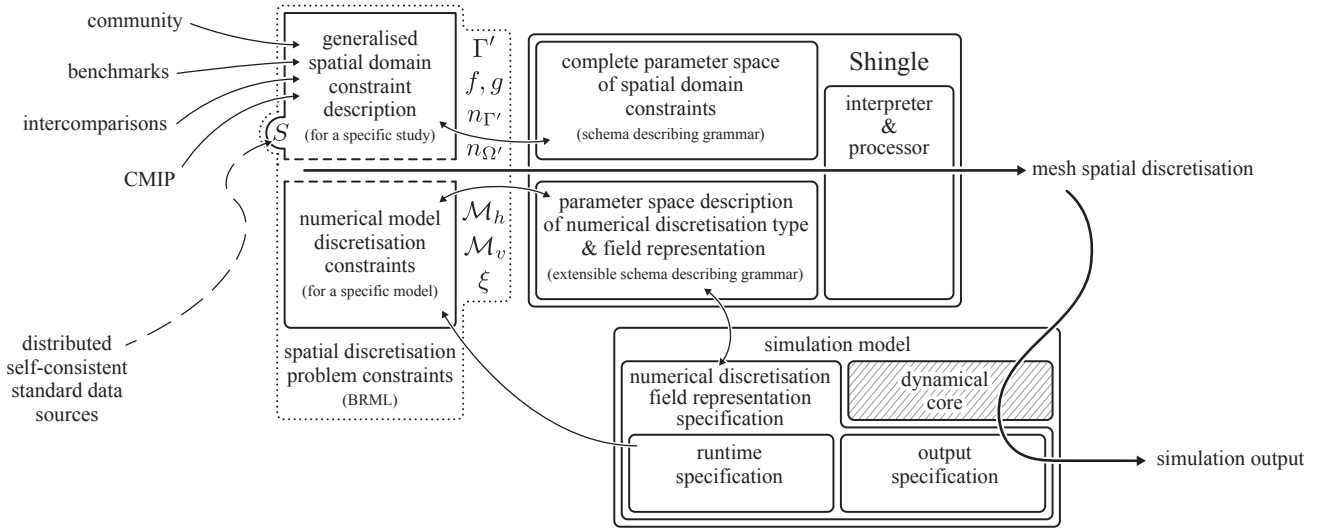 community
benchmarks
intercomparisons
CMIP
S
generalised
spatial domain
constraint
description
(for a specific study)
Γ′
f, g
n_Γ′
n_Ω′
complete parameter space
of spatial domain
constraints
(schema describing grammar)
Shingle
interpreter
&
processor
mesh spatial discretisation
numerical model
discretisation
constraints
(for a specific model)
ℳ_h
ℳ_v
ξ
parameter space description
of numerical discretisation type
& field representation
(extensible schema describing grammar)
distributed
self-consistent
standard data
sources
spatial discretisation
problem constraints
(BRML)
simulation model
numerical discretisation
field representation
specification
dynamical
core
runtime
specification
output
specification
simulation output